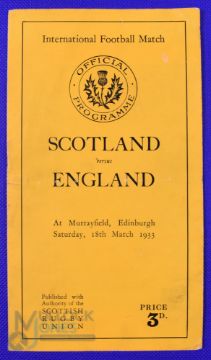 International Football Match
OFFICIAL
PROGRAMME
SCOTLAND
versus
ENGLAND
At Murrayfield, Edinburgh
Saturday, 18th March 1933
Published with
Authority of the
SCOTTISH
RUGBY
UNION
PRICE
3D.